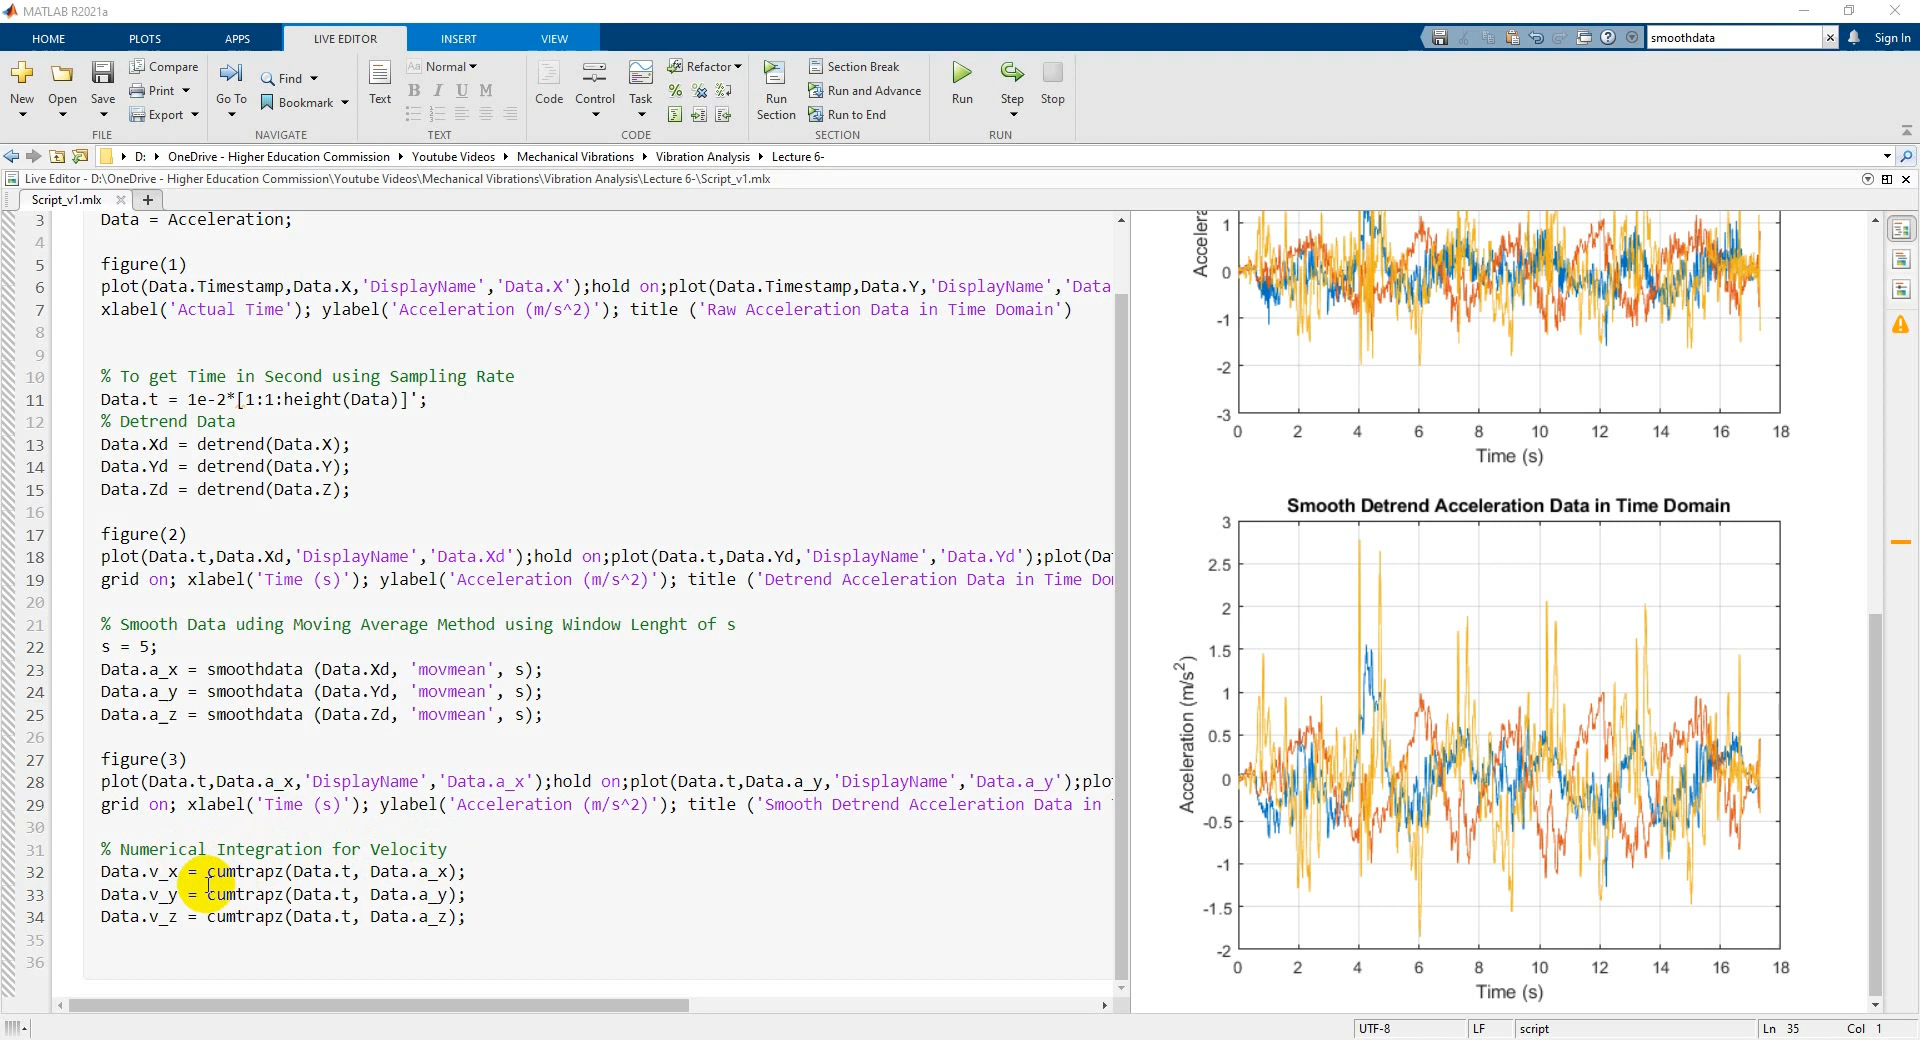 MATLAB R2021a
HOME PLOTS APPS LIVE EDITOR INSERT VIEW smoothdata Sign In
New Open Save Compare Print Export
FILE
Go To Find Bookmark
NAVIGATE
Text Aa Normal B I U M
TEXT
Code Control Task Refactor
CODE
Run Section Section Break Run and Advance Run to End
SECTION
Run Step Stop
RUN
D: OneDrive - Higher Education Commission Youtube Videos Mechanical Vibrations Vibration Analysis Lecture 6-
Live Editor - D:\OneDrive - Higher Education Commission\Youtube Videos\Mechanical Vibrations\Vibration Analysis\Lecture 6-\Script_v1.mlx
Script_v1.mlx
3 Data = Acceleration;
4
5 figure(1)
6 plot(Data.Timestamp,Data.X,'DisplayName','Data.X');hold on;plot(Data.Timestamp,Data.Y,'DisplayName','Data
7 xlabel('Actual Time'); ylabel('Acceleration (m/s^2)'); title ('Raw Acceleration Data in Time Domain')
8
9
10 % To get Time in Second using Sampling Rate
11 Data.t = 1e-2*[1:1:height(Data)]';
12 % Detrend Data
13 Data.Xd = detrend(Data.X);
14 Data.Yd = detrend(Data.Y);
15 Data.Zd = detrend(Data.Z);
16
17 figure(2)
18 plot(Data.t,Data.Xd,'DisplayName','Data.Xd');hold on;plot(Data.t,Data.Yd,'DisplayName','Data.Yd');plot(Da
19 grid on; xlabel('Time (s)'); ylabel('Acceleration (m/s^2)'); title ('Detrend Acceleration Data in Time Do
20
21 % Smooth Data uding Moving Average Method using Window Lenght of s
22 s = 5;
23 Data.a_x = smoothdata (Data.Xd, 'movmean', s);
24 Data.a_y = smoothdata (Data.Yd, 'movmean', s);
25 Data.a_z = smoothdata (Data.Zd, 'movmean', s);
26
27 figure(3)
28 plot(Data.t,Data.a_x,'DisplayName','Data.a_x');hold on;plot(Data.t,Data.a_y,'DisplayName','Data.a_y');plo
29 grid on; xlabel('Time (s)'); ylabel('Acceleration (m/s^2)'); title ('Smooth Detrend Acceleration Data in
30
31 % Numerical Integration for Velocity
32 Data.v_x = cumtrapz(Data.t, Data.a_x);
33 Data.v_y = cumtrapz(Data.t, Data.a_y);
34 Data.v_z = cumtrapz(Data.t, Data.a_z);
35
36
Accelera
1
0
-1
-2
-3
0 2 4 6 8 10 12 14 16 18
Time (s)
Smooth Detrend Acceleration Data in Time Domain
Acceleration (m/s²)
3
2.5
2
1.5
1
0.5
0
-0.5
-1
-1.5
-2
0 2 4 6 8 10 12 14 16 18
Time (s)
UTF-8 LF script Ln 35 Col 1